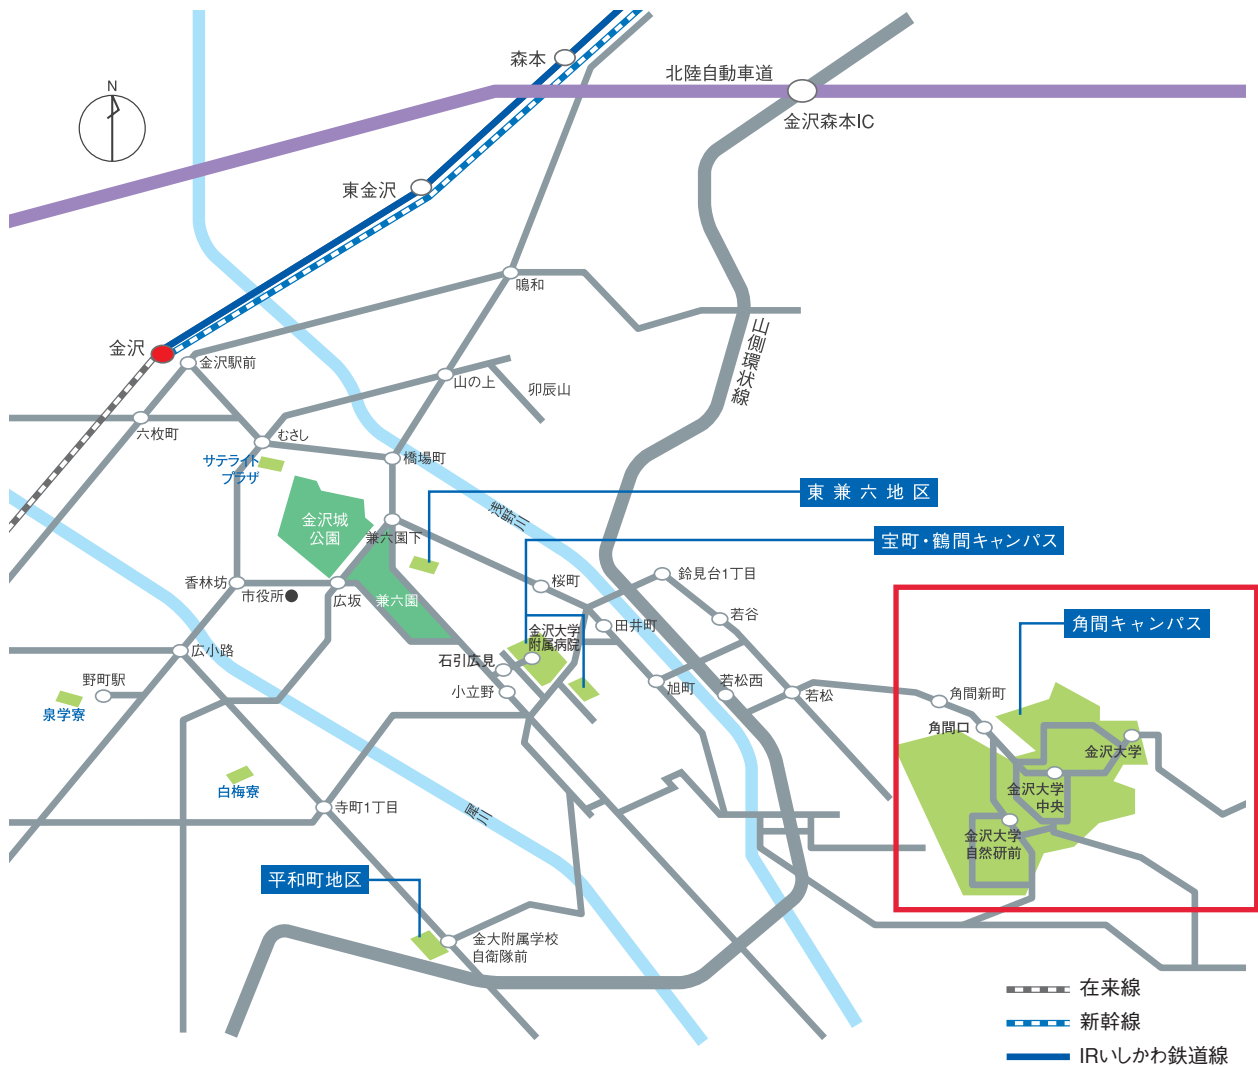 森本
北陸自動車道
N
金沢森本IC
東金沢
鳴和
山側環状線
金沢
金沢駅前
山の上
卯辰山
六枚町
むさし
橋場町
サテライト
プラザ
東兼六地区
金沢城
公園
浅野川
兼六園下
宝町・鶴間キャンパス
香林坊
市役所
広坂
兼六園
桜町
鈴見台1丁目
若谷
田井町
角間キャンパス
金沢大学
附属病院
広小路
石引広見
小立野
旭町
若松西
若松
角間新町
野町駅
泉学寮
角間口
金沢大学
白梅寮
寺町1丁目
犀川
金沢大学
中央
金沢大学
自然研前
平和町地区
金大附属学校
自衛隊前
在来線
新幹線
IRいしかわ鉄道線